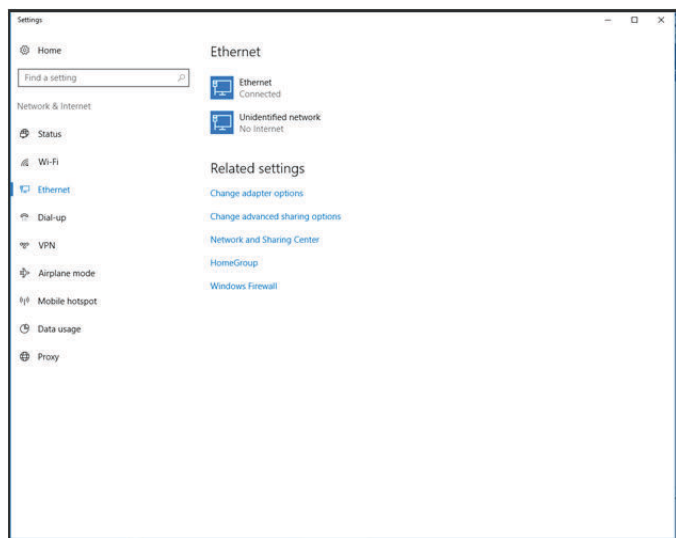 Settings
Home
Find a setting
Network & Internet
Status
Wi-Fi
Ethernet
Dial-up
VPN
Airplane mode
Mobile hotspot
Data usage
Proxy
Ethernet
Ethernet
Connected
Unidentified network
No Internet
Related settings
Change adapter options
Change advanced sharing options
Network and Sharing Center
HomeGroup
Windows Firewall